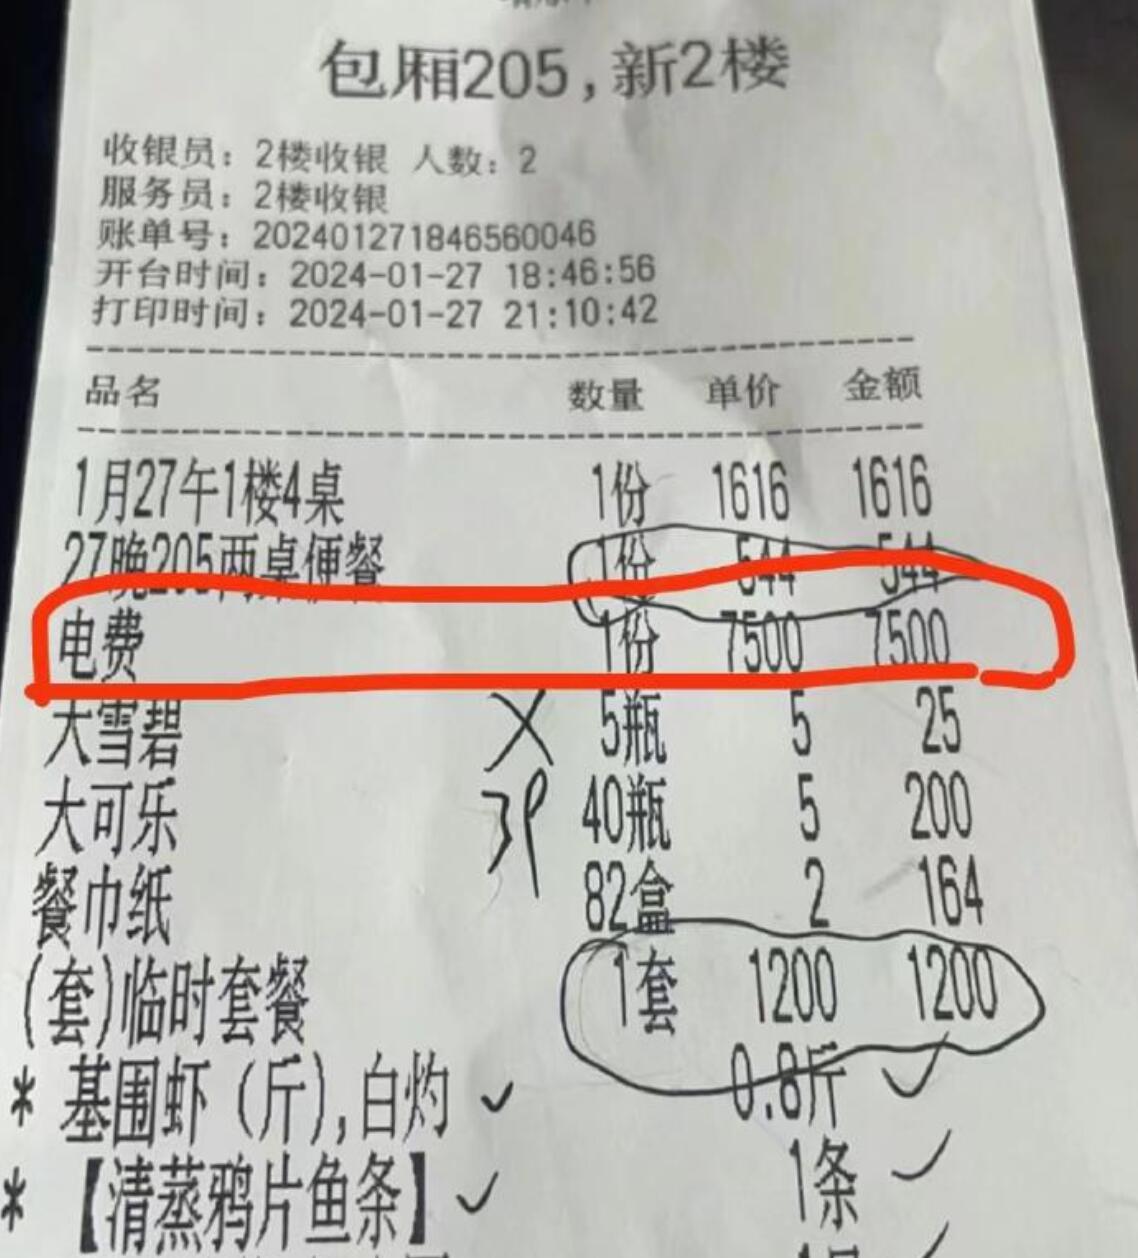 包厢205,新2楼
收银员: 2楼收银 人数: 2
服务员: 2楼收银
账单号: 202401271846560046
开台时间: 2024-01-27 18:46:56
打印时间: 2024-01-27 21:10:42
品名 数量 单价 金额
1月27午1楼4桌 1份 1616 1616
27晚205两桌便餐 1份 544 544
电费 1份 7500 7500
大雪碧 5瓶 5 25
大可乐 40瓶 5 200
餐巾纸 82盒 2 164
(套)临时套餐 1套 1200 1200
* 基围虾(斤),白灼 0.8斤
* 【清蒸鸦片鱼条】 1条